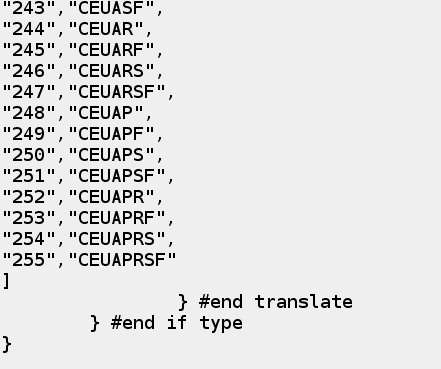 "243","CEUASF",
"244","CEUAR",
"245","CEUARF",
"246","CEUARS",
"247","CEUARSF",
"248","CEUAP",
"249","CEUAPF",
"250","CEUAPS",
"251","CEUAPSF",
"252","CEUAPR",
"253","CEUAPRF",
"254","CEUAPRS",
"255","CEUAPRSF"
]
} #end translate
} #end if type
}